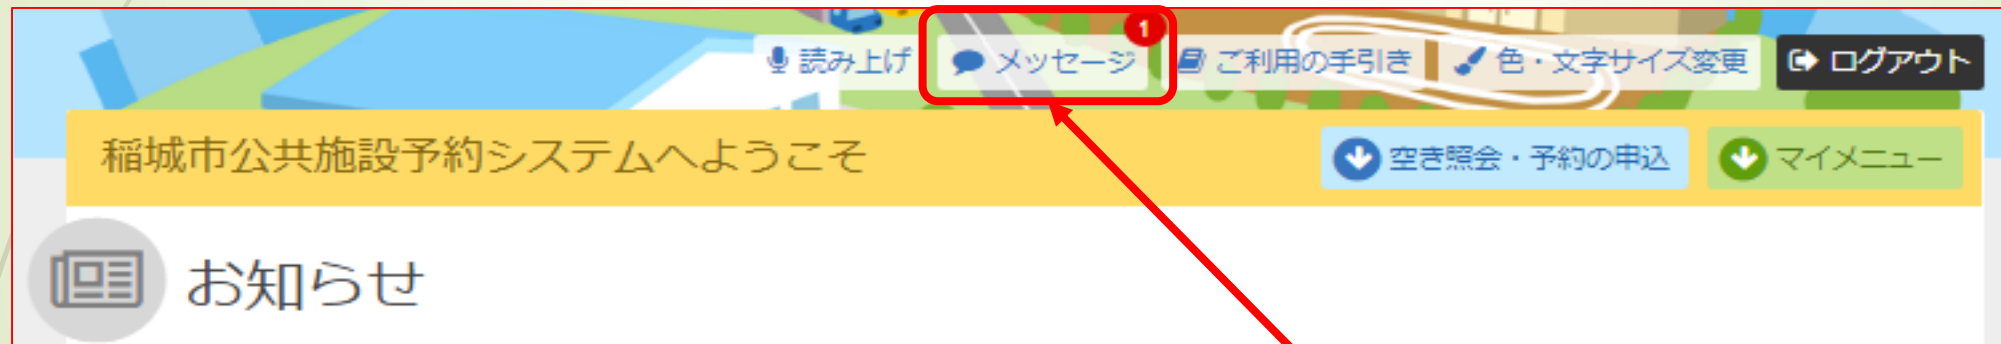 1
読み上げ メッセージ ご利用の手引き 色・文字サイズ変更 ログアウト
稲城市公共施設予約システムへようこそ 空き照会・予約の申込 マイメニュー
お知らせ